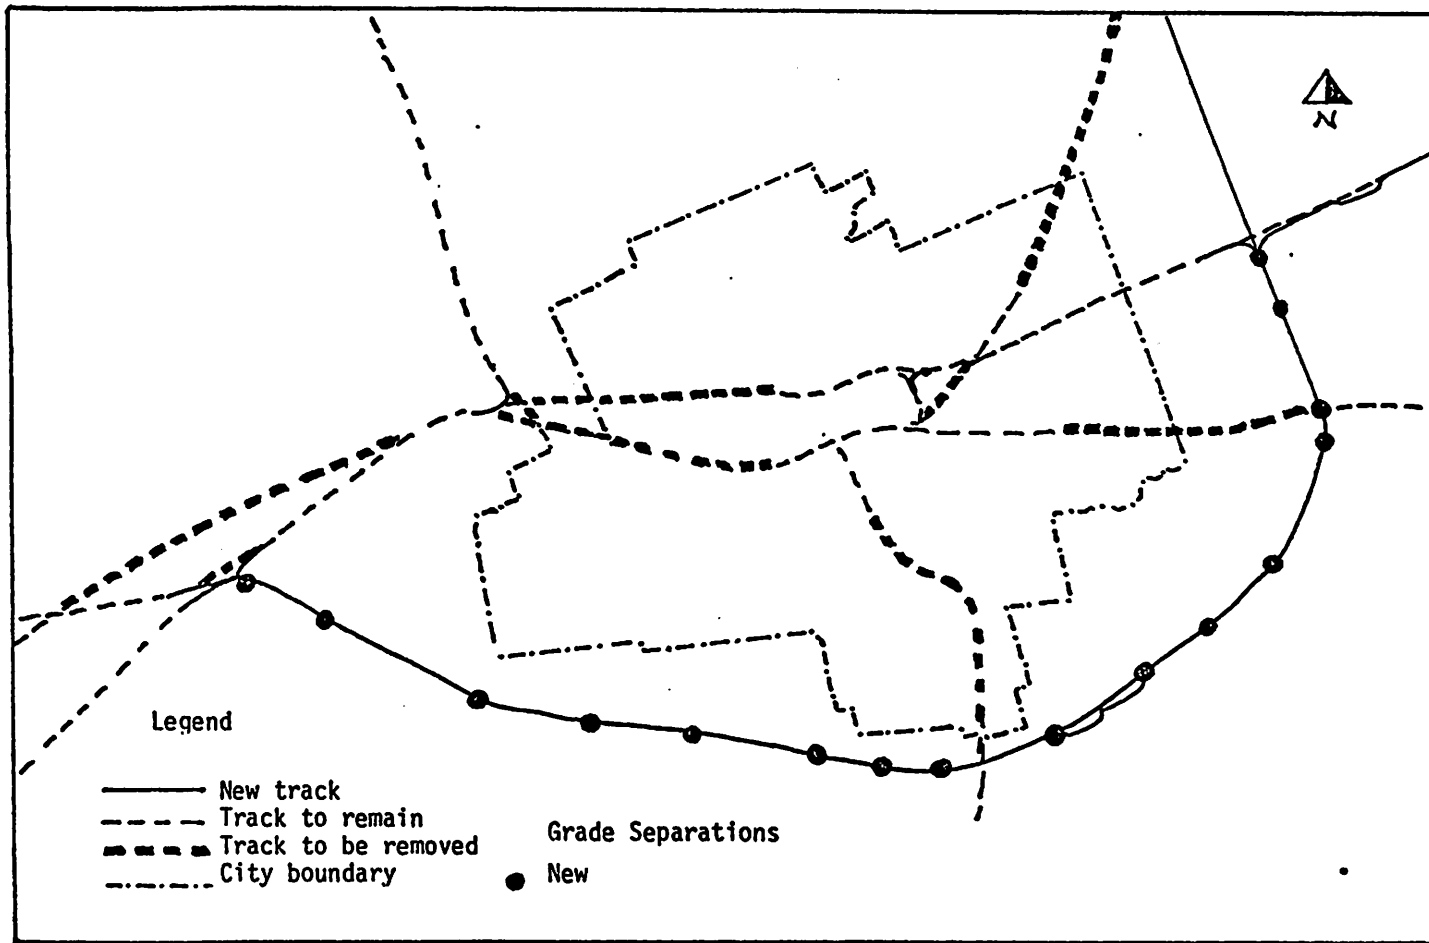 N
Legend
New track
Track to remain
Track to be removed
City boundary
Grade Separations
New